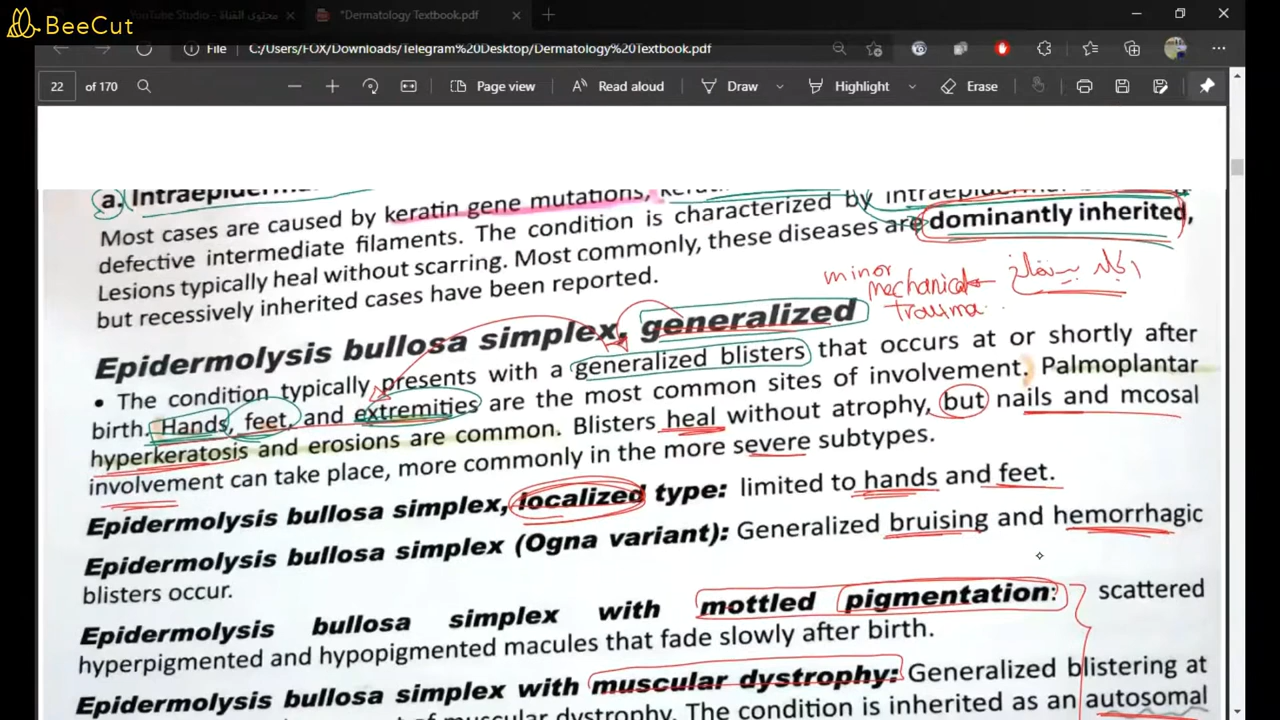 BeeCut
YouTube Studio - محتوى القناة
*Dermatology Textbook.pdf
File C:/Users/FOX/Downloads/Telegram%20Desktop/Dermatology%20Textbook.pdf
22 of 170 Page view Read aloud Draw Highlight Erase
a.
Most cases are caused by keratin gene mutations,
defective intermediate filaments. The condition is characterized by intraepidermal
Lesions typically heal without scarring. Most commonly, these diseases are dominantly inherited,
but recessively inherited cases have been reported.
minor
mechanical
trauma
Epidermolysis bullosa simplex, generalized
• The condition typically presents with a generalized blisters that occurs at or shortly after
birth. Hands, feet, and extremities are the most common sites of involvement. Palmoplantar
hyperkeratosis and erosions are common. Blisters heal without atrophy, but nails and mcosal
involvement can take place, more commonly in the more severe subtypes.
Epidermolysis bullosa simplex, localized type: limited to hands and feet.
Epidermolysis bullosa simplex (Ogna variant): Generalized bruising and hemorrhagic
blisters occur.
Epidermolysis bullosa simplex with mottled pigmentation: scattered
hyperpigmented and hypopigmented macules that fade slowly after birth.
Epidermolysis bullosa simplex with muscular dystrophy: Generalized blistering at
of muscular dystrophy. The condition is inherited as an autosomal